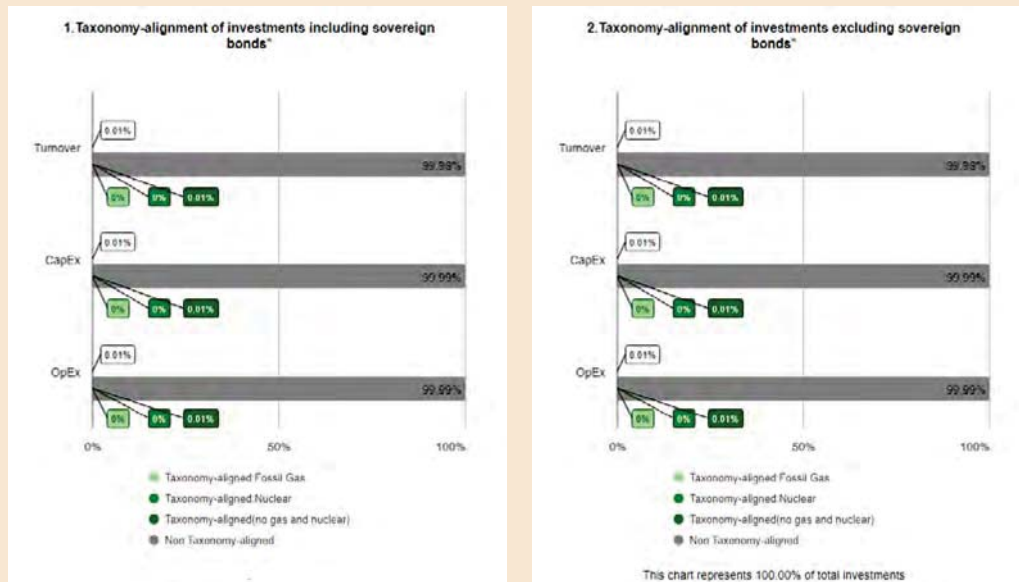 1.Taxonomy-alignment of investments including sovereign
bonds*
Turnover
0.01%
99.99%
0%
0%
0.01%
CapEx
0.01%
99.99%
0%
0%
0.01%
OpEx
0.01%
99.99%
0%
0%
0.01%
0%
50%
100%
Taxonomy-aligned Fossil Gas
Taxonomy-aligned Nuclear
Taxonomy-aligned(no gas and nuclear)
Non Taxonomy-aligned
2.Taxonomy-alignment of investments excluding sovereign
bonds*
Turnover
0.01%
99.99%
0%
0%
0.01%
CapEx
0.01%
99.99%
0%
0%
0.01%
OpEx
0.01%
99.99%
0%
0%
0.01%
0%
50%
100%
Taxonomy-aligned Fossil Gas
Taxonomy-aligned Nuclear
Taxonomy-aligned(no gas and nuclear)
Non Taxonomy-aligned
This chart represents 100.00% of total investments